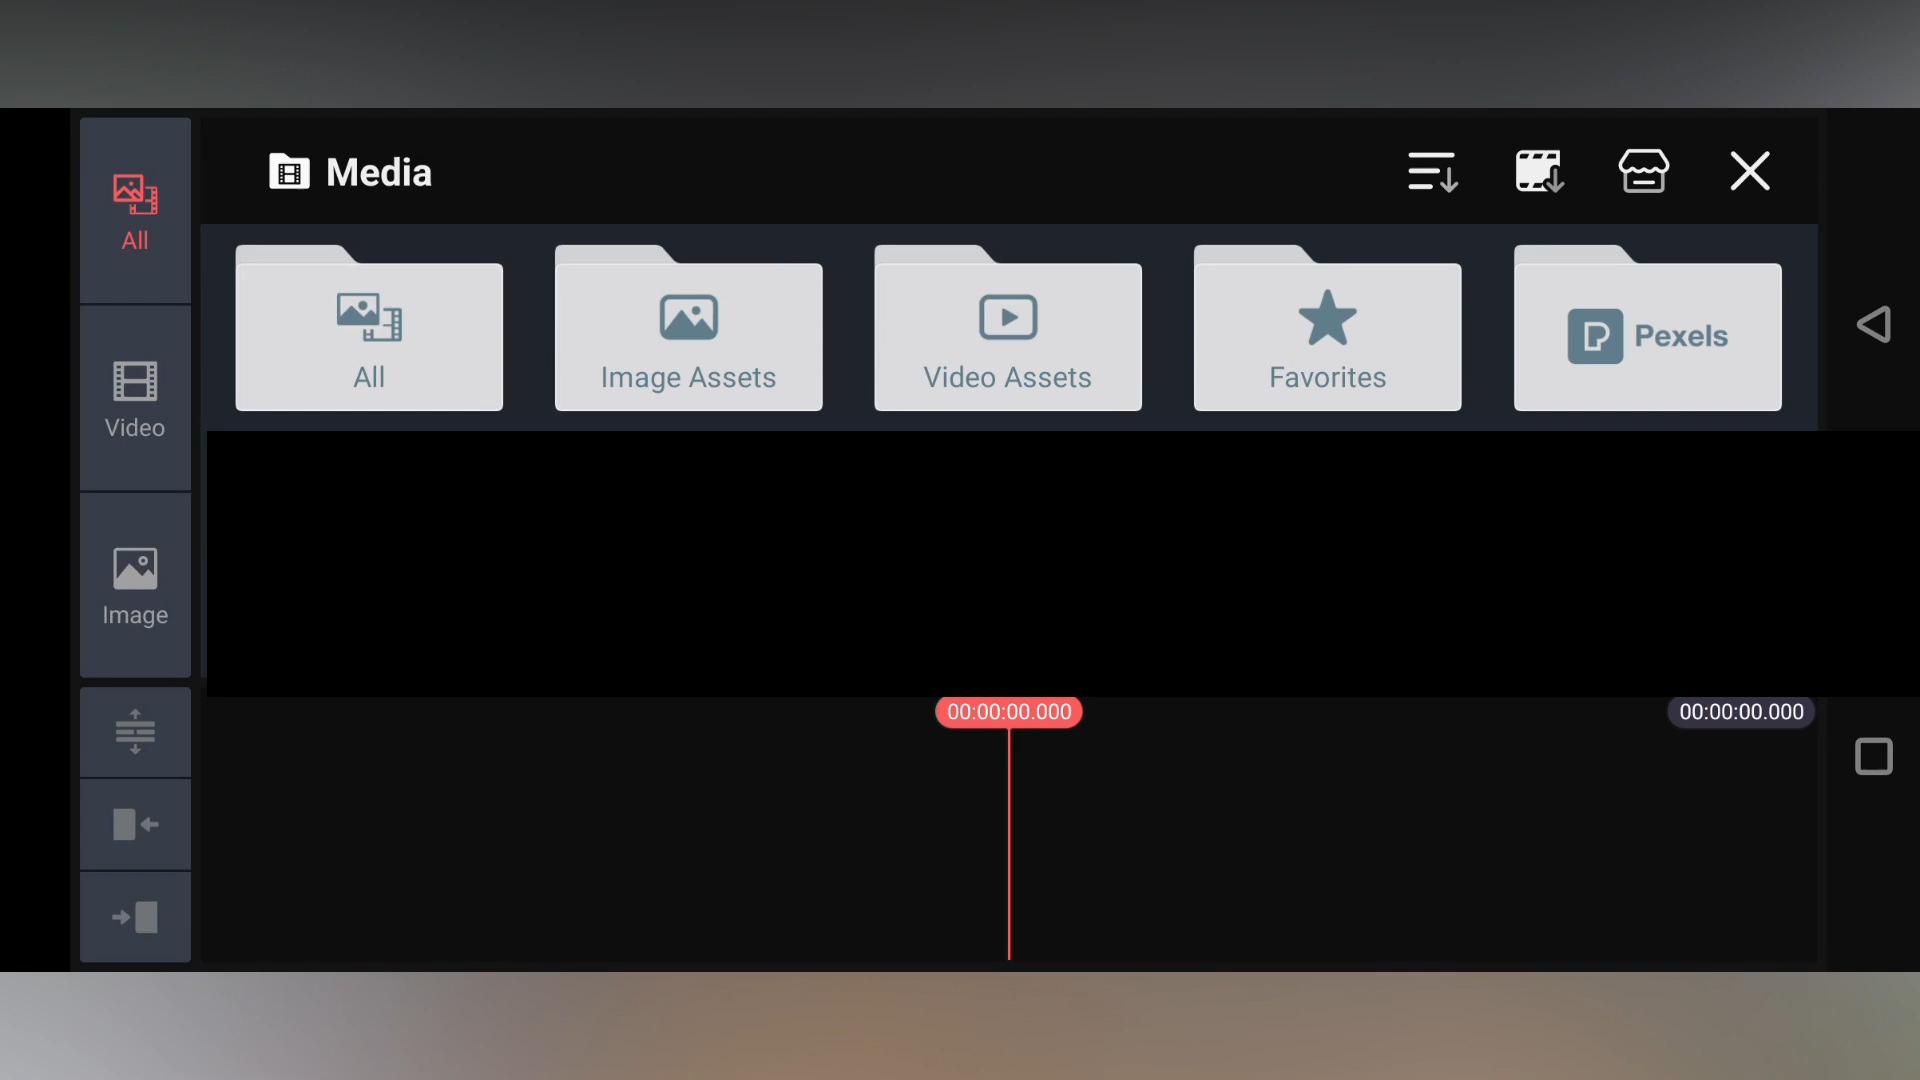 Media
All
Video
Image
All
Image Assets
Video Assets
Favorites
Pexels
00:00:00.000
00:00:00.000